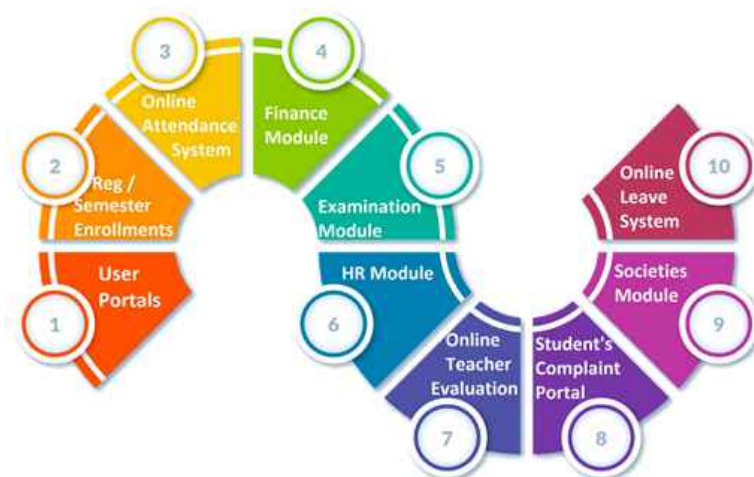 1
User
Portals
2
Reg /
Semester
Enrollments
3
Online
Attendance
System
4
Finance
Module
5
Examination
Module
6
HR Module
7
Online
Teacher
Evaluation
8
Student's
Complaint
Portal
9
Societies
Module
10
Online
Leave
System